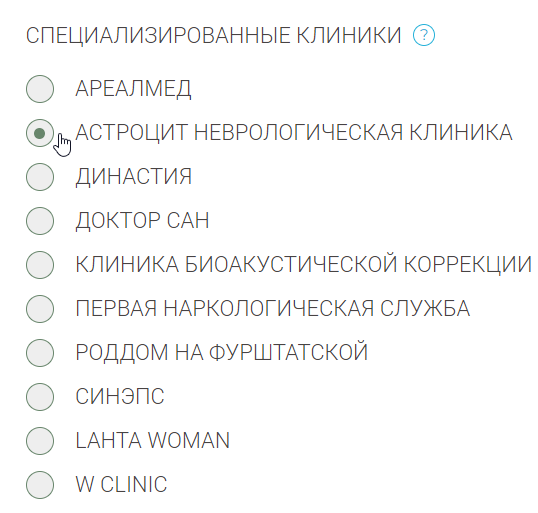 СПЕЦИАЛИЗИРОВАННЫЕ КЛИНИКИ ?
АРЕАЛМЕД
АСТРОЦИТ НЕВРОЛОГИЧЕСКАЯ КЛИНИКА
ДИНАСТИЯ
ДОКТОР САН
КЛИНИКА БИОАКУСТИЧЕСКОЙ КОРРЕКЦИИ
ПЕРВАЯ НАРКОЛОГИЧЕСКАЯ СЛУЖБА
РОДДОМ НА ФУРШТАТСКОЙ
СИНЭПС
LAHTA WOMAN
W CLINIC